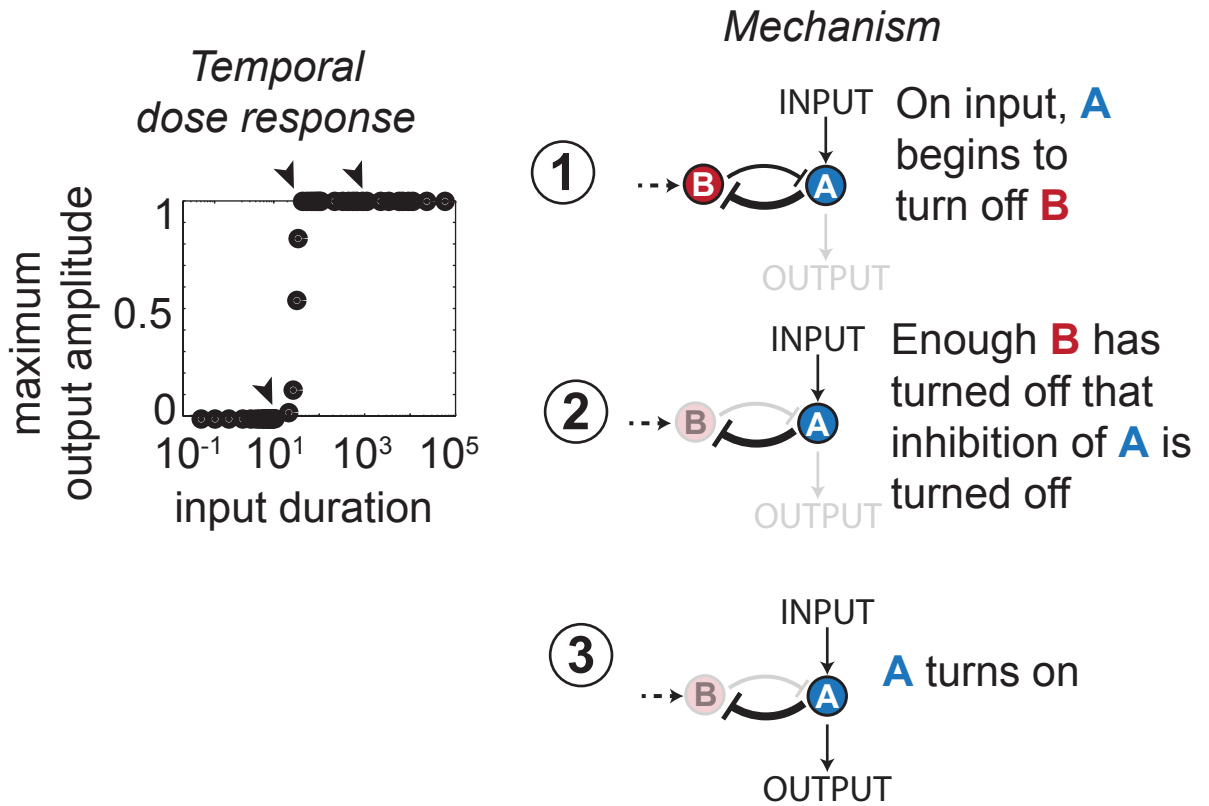 Temporal
dose response
1
0.5
0
10-1
101
103
105
maximum
output amplitude
input duration
Mechanism
1
INPUT
B
A
OUTPUT
On input, A
begins to
turn off B
2
INPUT
B
A
OUTPUT
Enough B has
turned off that
inhibition of A is
turned off
3
INPUT
B
A
OUTPUT
A turns on